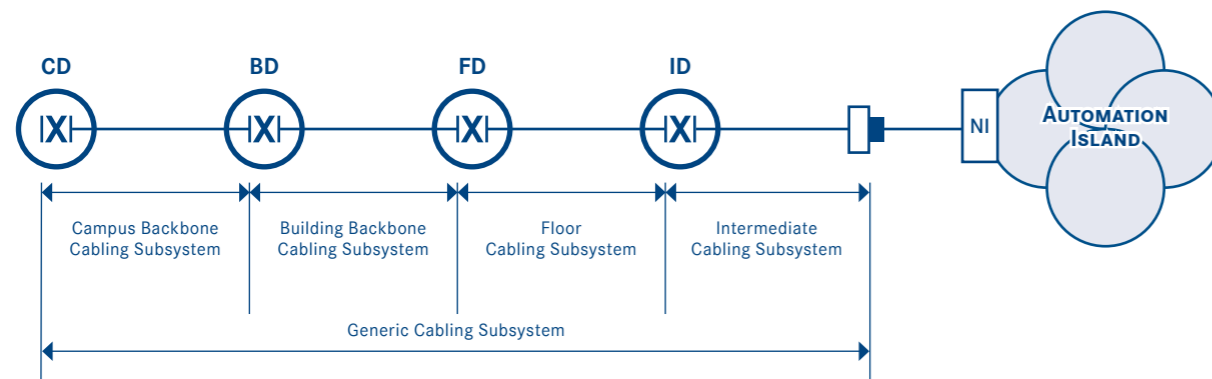 CD
BD
FD
ID
|X|
|X|
|X|
|X|
NI
AUTOMATION
ISLAND
Campus Backbone
Cabling Subsystem
Building Backbone
Cabling Subsystem
Floor
Cabling Subsystem
Intermediate
Cabling Subsystem
Generic Cabling Subsystem